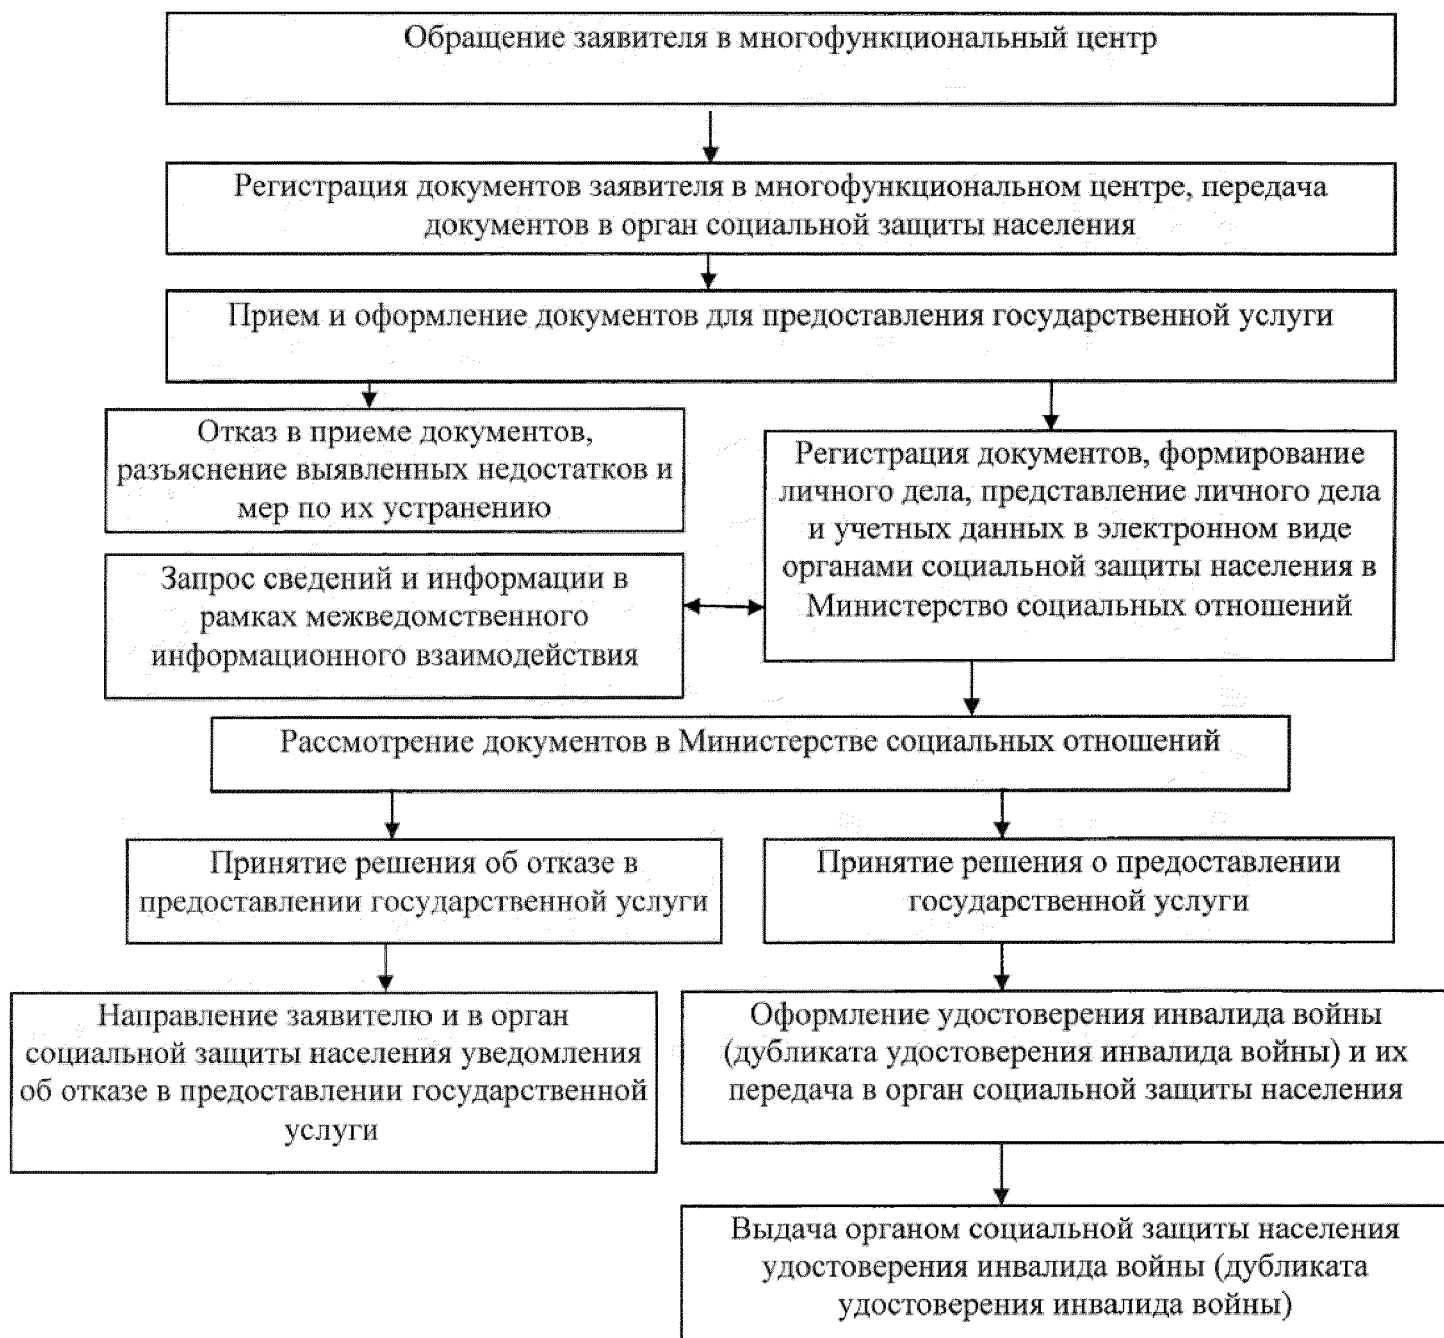 Обращение заявителя в многофункциональный центр
Регистрация документов заявителя в многофункциональном центре, передача
документов в орган социальной защиты населения
Прием и оформление документов для предоставления государственной услуги
Отказ в приеме документов,
разъяснение выявленных недостатков и
мер по их устранению
Регистрация документов, формирование
личного дела, представление личного дела
и учетных данных в электронном виде
органами социальной защиты населения в
Министерство социальных отношений
Запрос сведений и информации в
рамках межведомственного
информационного взаимодействия
Рассмотрение документов в Министерстве социальных отношений
Принятие решения об отказе в
предоставлении государственной услуги
Принятие решения о предоставлении
государственной услуги
Направление заявителю и в орган
социальной защиты населения уведомления
об отказе в предоставлении государственной
услуги
Оформление удостоверения инвалида войны
(дубликата удостоверения инвалида войны) и их
передача в орган социальной защиты населения
Выдача органом социальной защиты населения
удостоверения инвалида войны (дубликата
удостоверения инвалида войны)